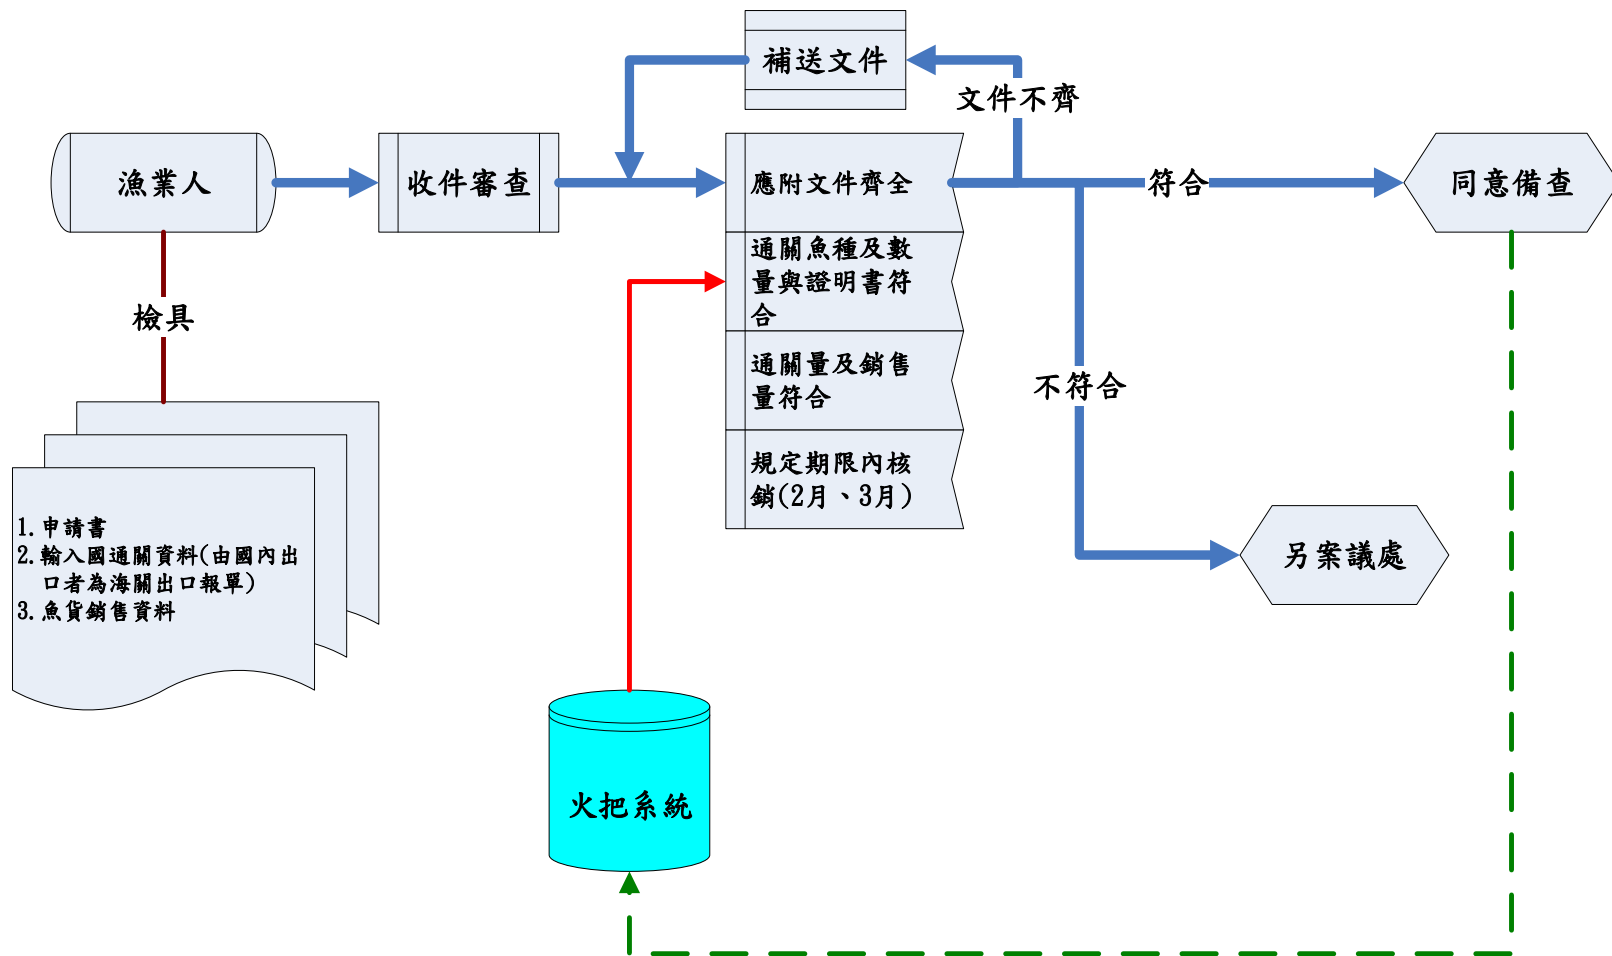 補送文件
文件不齊
漁業人
收件審查
應附文件齊全
符合
同意備查
通關魚種及數
量與證明書符
合
檢具
通關量及銷售
量符合
不符合
規定期限內核
銷(2月、3月)
1.申請書
2.輸入國通關資料(由國內出
口者為海關出口報單)
3.魚貨銷售資料
另案議處
火把系統